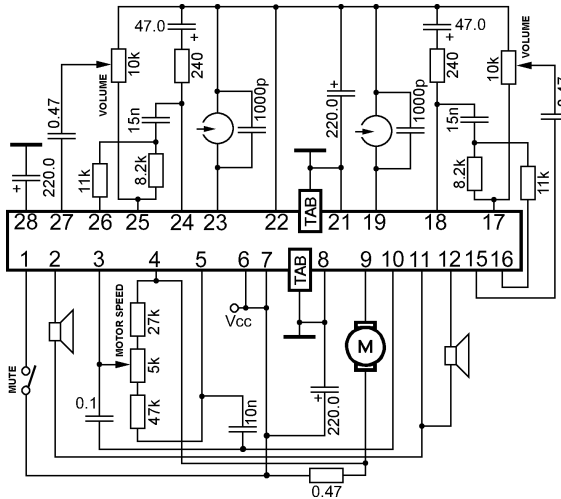 47.0
+
240
10k
VOLUME
0.47
15n
8.2k
11k
220.0
+
1000p
220.0
+
1000p
47.0
+
240
15n
8.2k
10k
VOLUME
0.47
11k
28 27 26 25 24 23 22 TAB 21 19 18 17
1 2 3 4 5 6 7 TAB 8 9 10 11 12 15 16
MUTE
MOTOR SPEED
27k
5k
47k
0.1
Vcc
10n
+
220.0
M
0.47